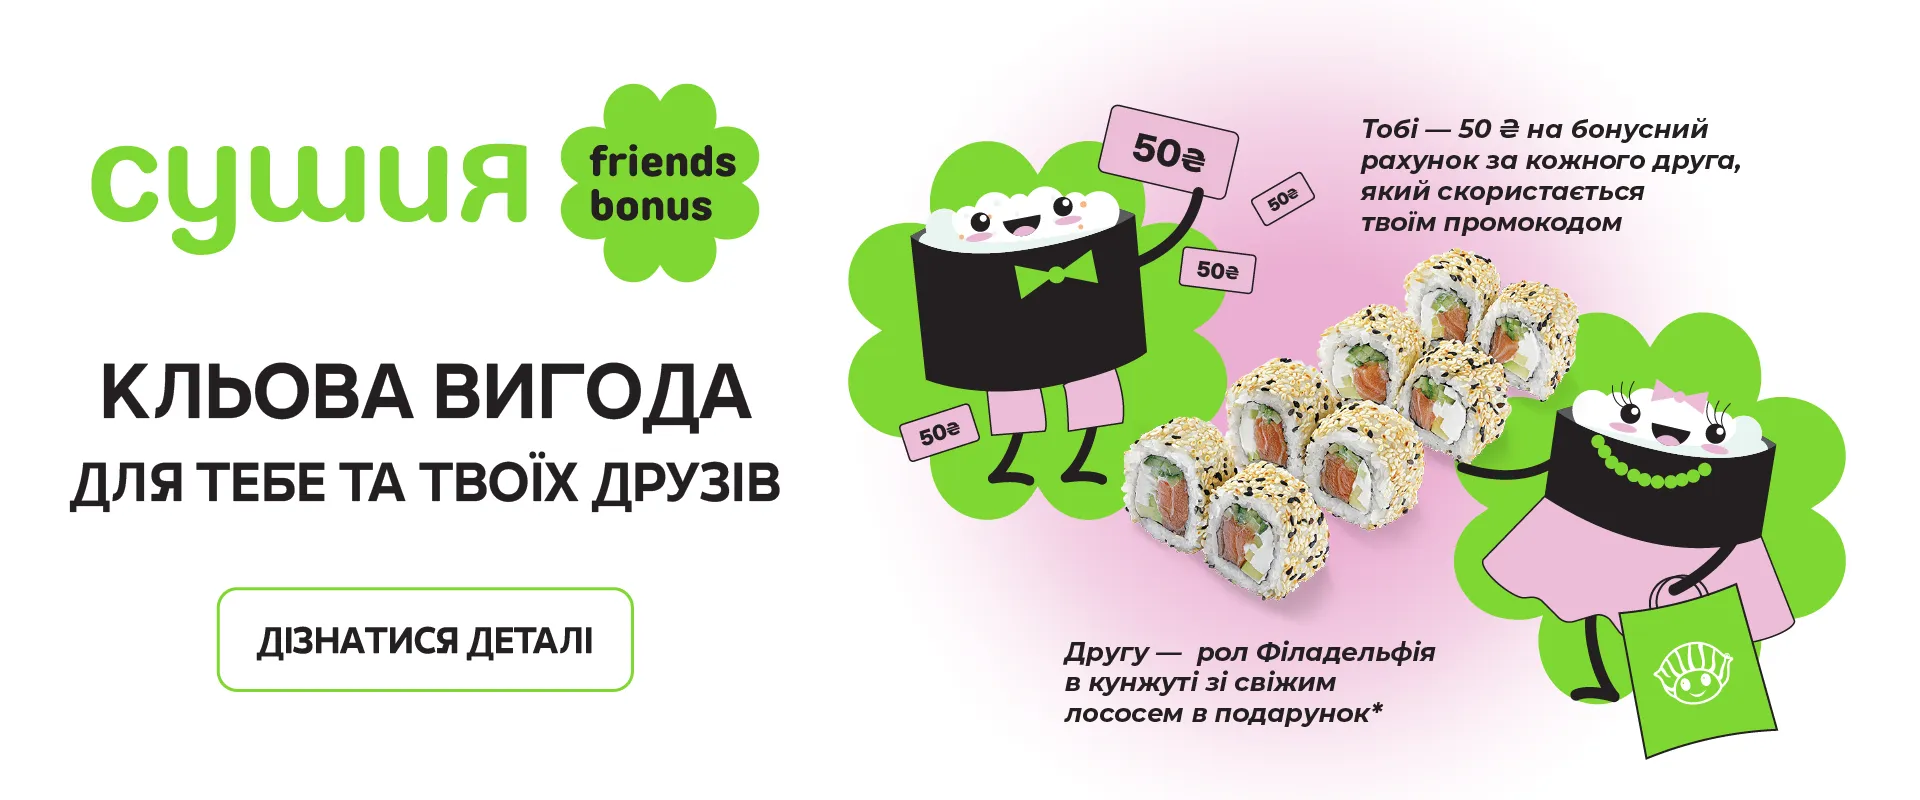 сушия
friends
bonus
КЛЬОВА ВИГОДА
ДЛЯ ТЕБЕ ТА ТВОЇХ ДРУЗІВ
ДІЗНАТИСЯ ДЕТАЛІ
50₴
50₴
50₴
50₴
Тобі — 50 ₴ на бонусний
рахунок за кожного друга,
який скористається
твоїм промокодом
Другу — рол Філадельфія
в кунжуті зі свіжим
лососем в подарунок*